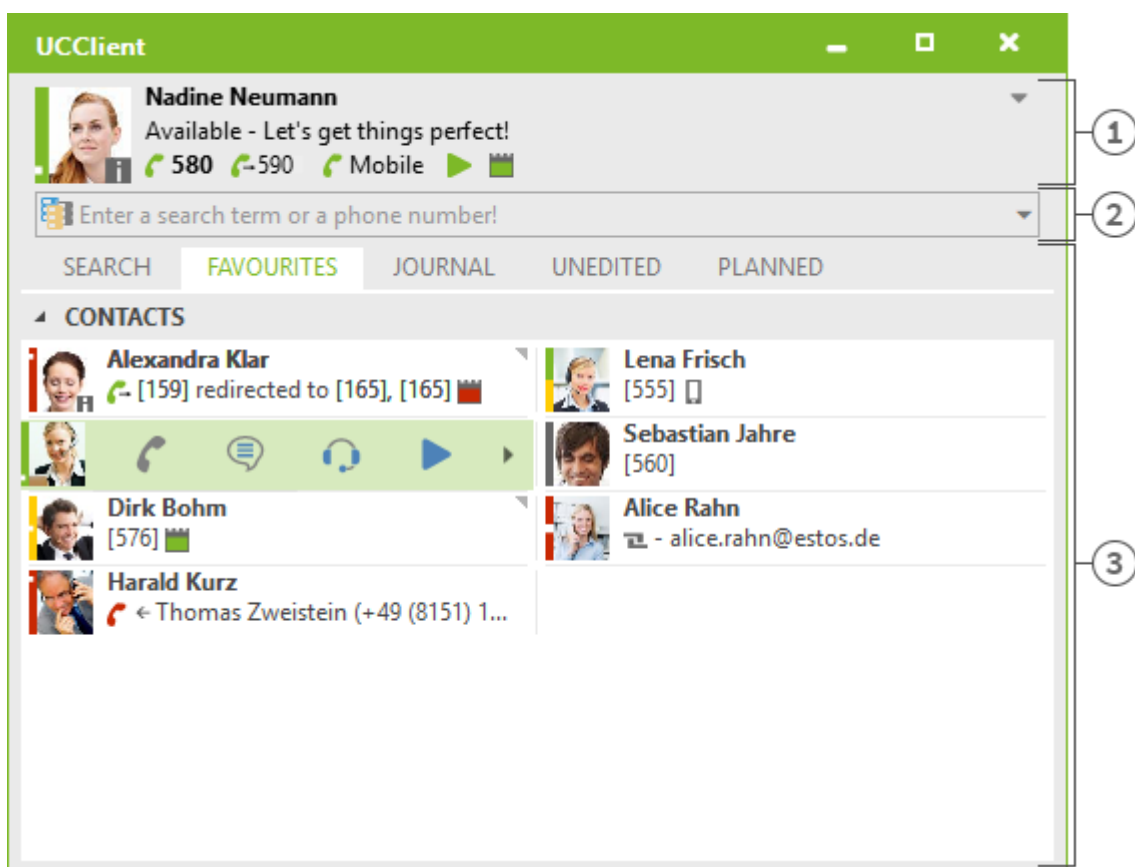 UCClient
Nadine Neumann
Available - Let's get things perfect!
580 590 Mobile
1
Enter a search term or a phone number!
2
SEARCH FAVOURITES JOURNAL UNEDITED PLANNED
CONTACTS
Alexandra Klar
[159] redirected to [165], [165]
Lena Frisch
[555]
Sebastian Jahre
[560]
Dirk Bohm
[576]
Alice Rahn
- alice.rahn@estos.de
3
Harald Kurz
← Thomas Zweistein (+49 (8151) 1...